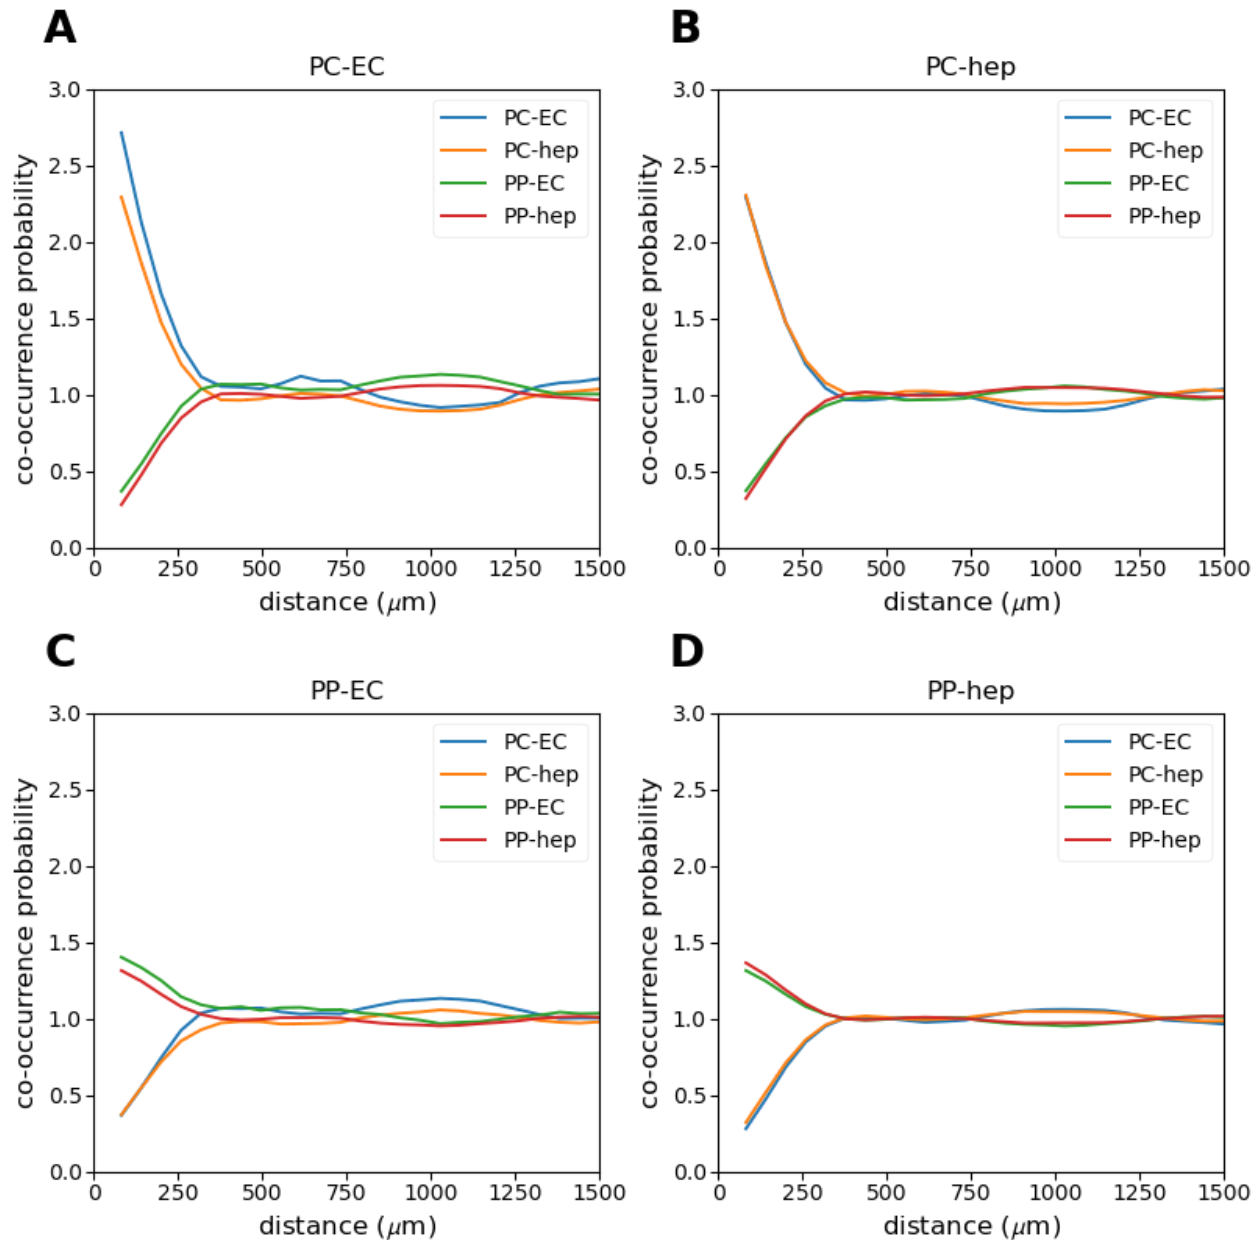 A
PC-EC
co-occurrence probability
3.0
2.5
2.0
1.5
1.0
0.5
0.0
PC-EC
PC-hep
PP-EC
PP-hep
0 250 500 750 1000 1250 1500
distance (μm)
B
PC-hep
co-occurrence probability
3.0
2.5
2.0
1.5
1.0
0.5
0.0
PC-EC
PC-hep
PP-EC
PP-hep
0 250 500 750 1000 1250 1500
distance (μm)
C
PP-EC
co-occurrence probability
3.0
2.5
2.0
1.5
1.0
0.5
0.0
PC-EC
PC-hep
PP-EC
PP-hep
0 250 500 750 1000 1250 1500
distance (μm)
D
PP-hep
co-occurrence probability
3.0
2.5
2.0
1.5
1.0
0.5
0.0
PC-EC
PC-hep
PP-EC
PP-hep
0 250 500 750 1000 1250 1500
distance (μm)